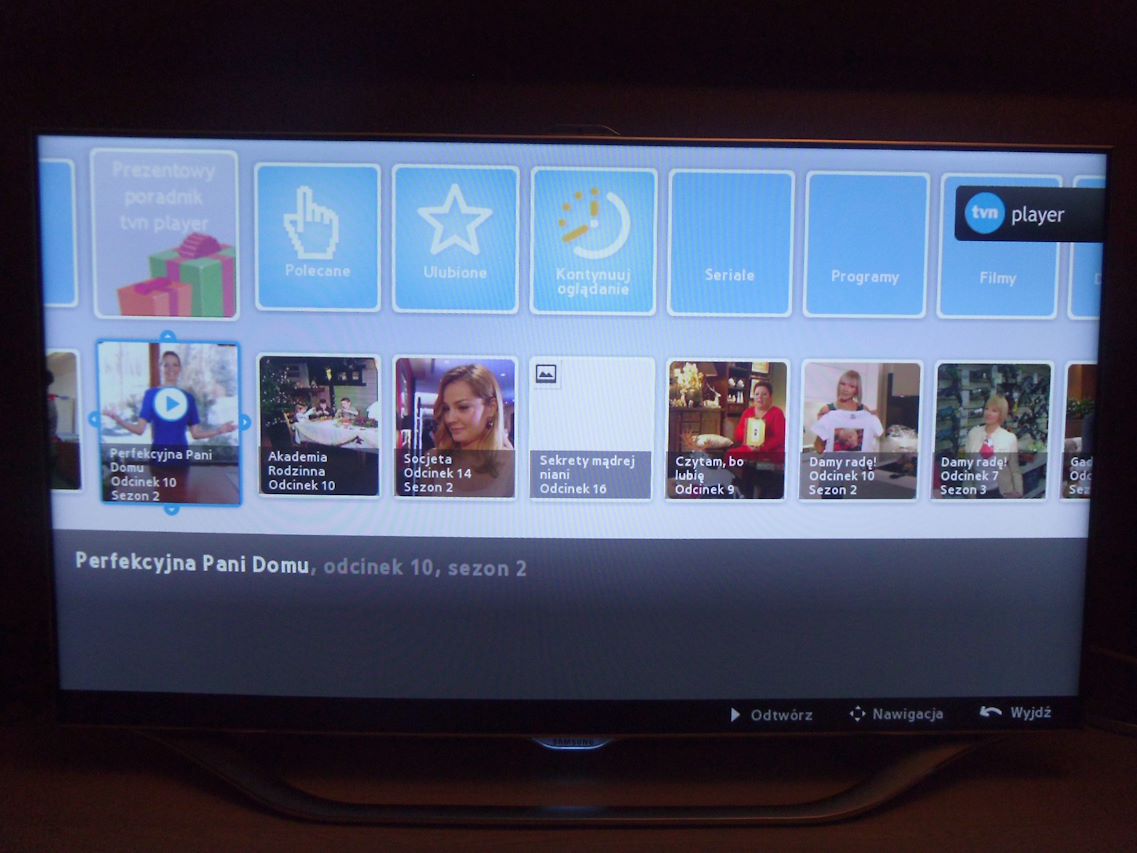 Prezentowy
poradnik
tvn player
Polecane
Ulubione
Kontynuuj
oglądanie
Seriale
Programy
Filmy
tvn player
Perfekcyjna Pani
Domu
Odcinek 10
Sezon 2
Akademia
Rodzinna
Odcinek 10
Socjeta
Odcinek 14
Sezon 2
Sekrety mądrej
niani
Odcinek 16
Czytam, bo
lubię
Odcinek 9
Damy radę!
Odcinek 10
Sezon 2
Damy radę!
Odcinek 7
Sezon 3
Gad
Odc
Sez
Perfekcyjna Pani Domu, odcinek 10, sezon 2
Odtwórz Nawigacja Wyjdź
SAMSUNG